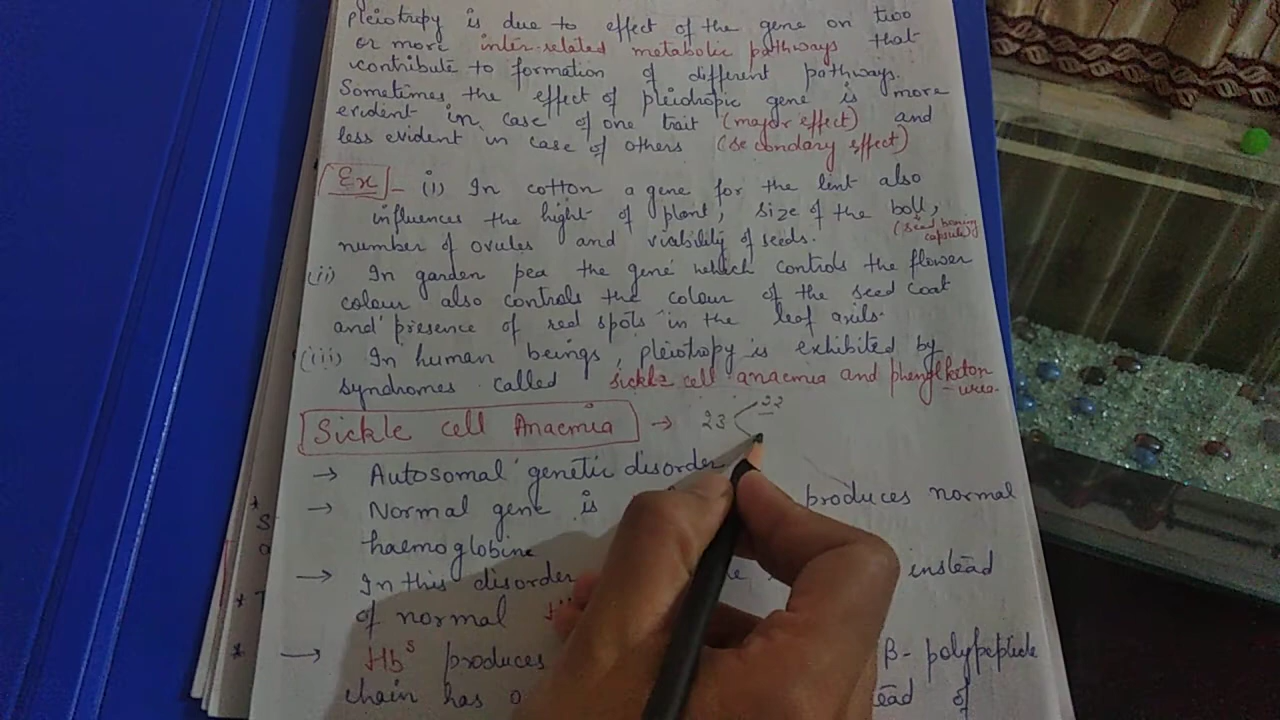 pleiotropy is due to effect of the gene on two
or more inter-related metabolic pathways that
contribute to formation of different pathways.
Sometimes the effect of pleiotropic gene is more
evident in case of one trait (major effect) and
less evident in case of others (secondary effect)
Ex - (i) In cotton a gene for the lint also
influences the hight of plant, size of the boll,
(seed having capsule)
number of ovules and viability of seeds.
(ii) In garden pea the gene which controls the flower
colour also controls the colour of the seed coat
and presence of red spots in the leaf axils.
(iii) In human beings, pleiotropy is exhibited by
syndromes called sickle cell anaemia and phenylketon
-urea.
Sickle cell Anaemia → 23 22
→ Autosomal genetic disorder
→ Normal gene is produces normal
haemoglobine
→ In this disorder instead
of normal
* → Hbˢ produces β- polypeptide
chain has